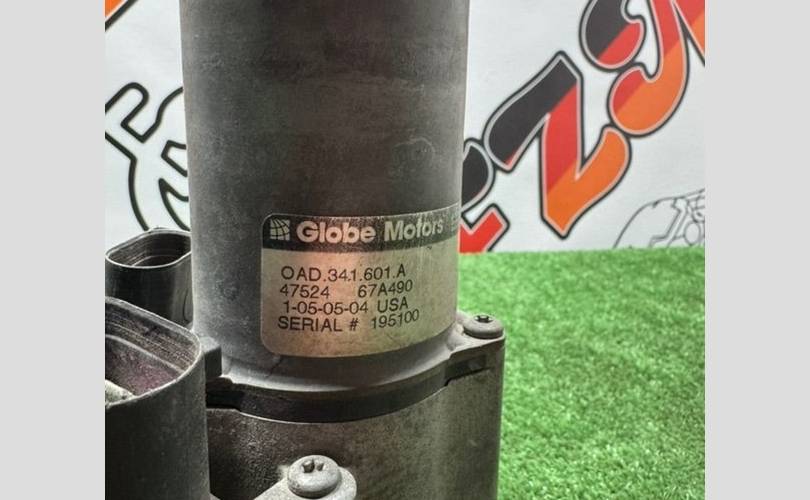 Globe Motors
OAD.341.601.A
47524 67A490
1-05-05-04 USA
SERIAL # 195100